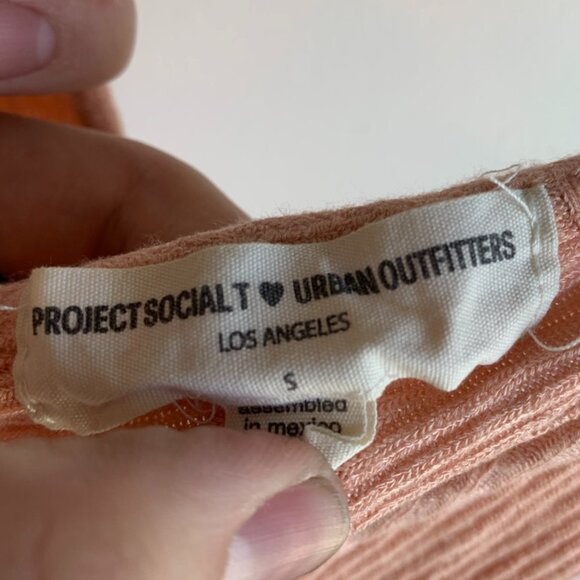 PROJECT SOCIAL T ♥ URBAN OUTFITTERS
LOS ANGELES
S
assembled
in mexico